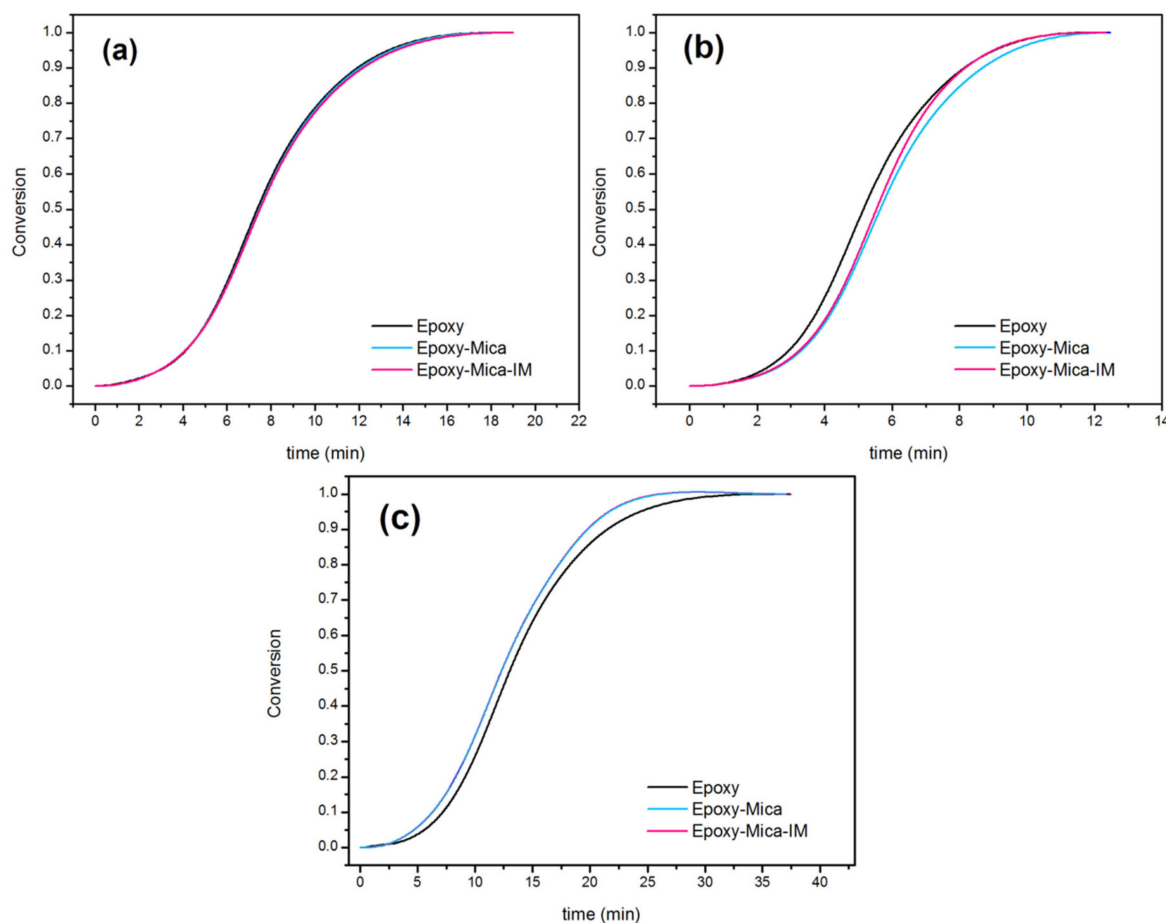 (a)
1.0
0.9
0.8
0.7
0.6
0.5
0.4
0.3
0.2
0.1
0.0
Conversion
Epoxy
Epoxy-Mica
Epoxy-Mica-IM
0 2 4 6 8 10 12 14 16 18 20 22
time (min)
(b)
1.0
0.9
0.8
0.7
0.6
0.5
0.4
0.3
0.2
0.1
0.0
Conversion
Epoxy
Epoxy-Mica
Epoxy-Mica-IM
0 2 4 6 8 10 12 14
time (min)
(c)
1.0
0.9
0.8
0.7
0.6
0.5
0.4
0.3
0.2
0.1
0.0
Conversion
Epoxy
Epoxy-Mica
Epoxy-Mica-IM
0 5 10 15 20 25 30 35 40
time (min)